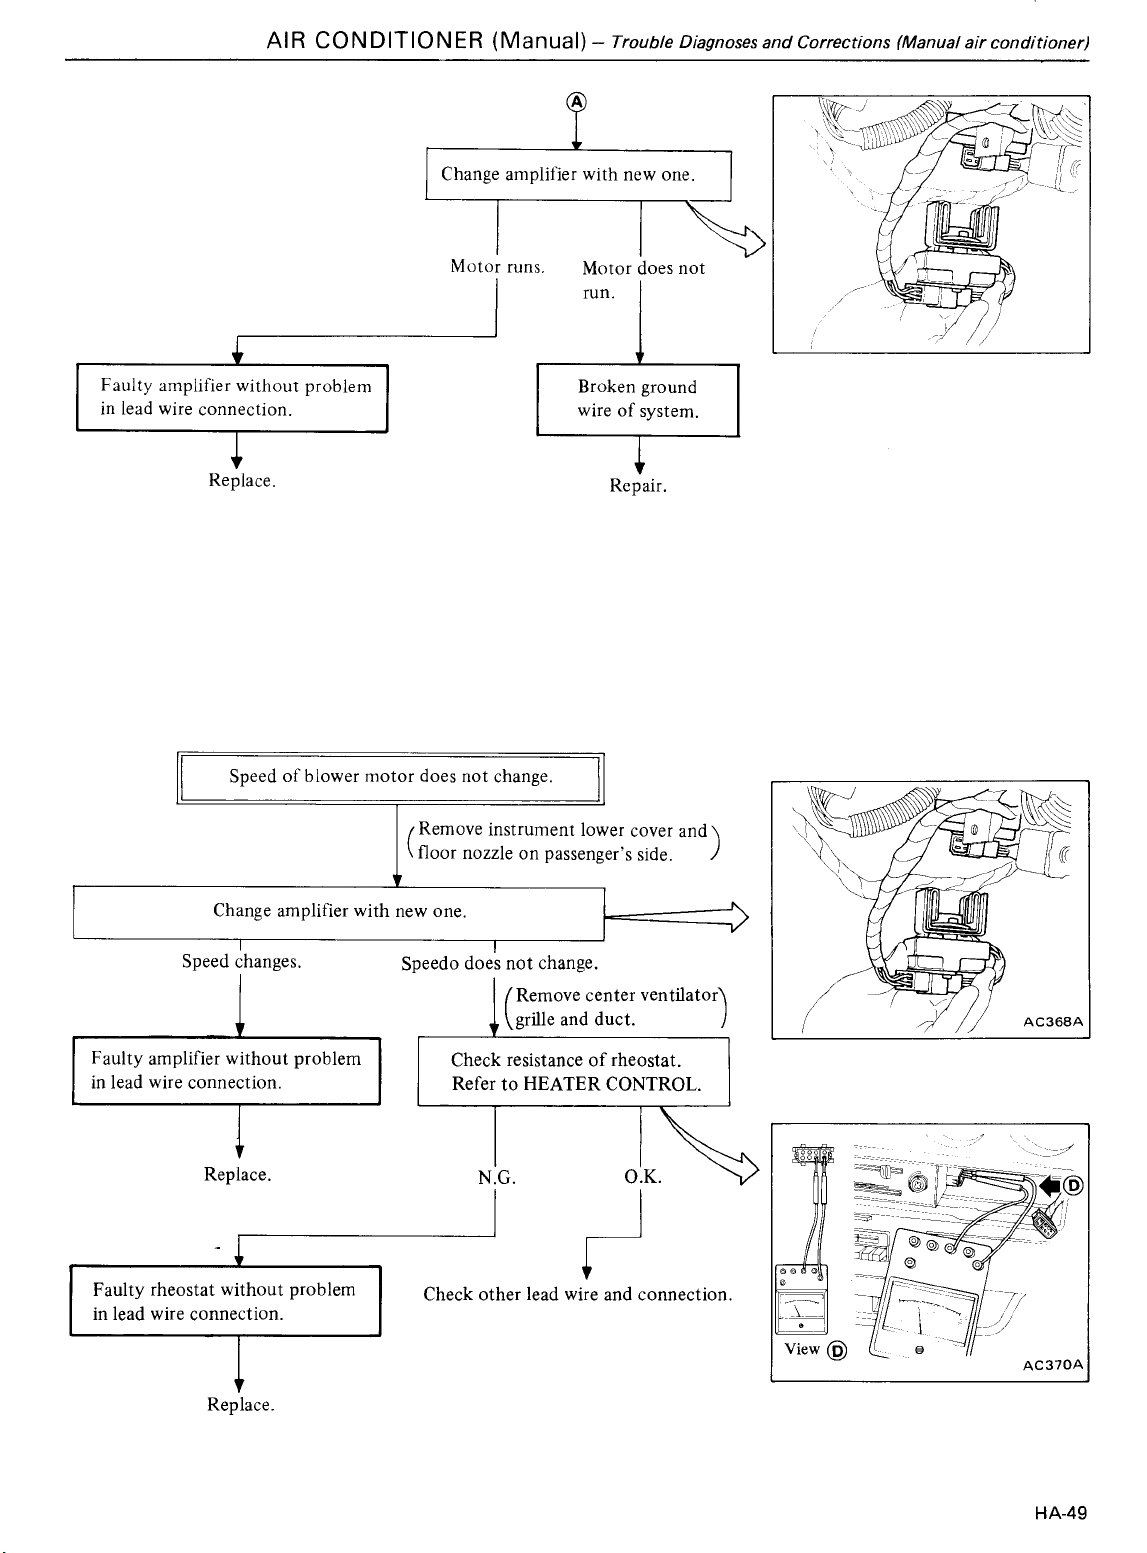 AIR CONDITIONER (Manual) – Trouble Diagnoses and Corrections (Manual air conditioner)
A
Change amplifier with new one.
Motor runs.
Motor does not
run.
Faulty amplifier without problem
in lead wire connection.
Broken ground
wire of system.
Replace.
Repair.
Speed of blower motor does not change.
(Remove instrument lower cover and
floor nozzle on passenger's side.)
Change amplifier with new one.
Speed changes.
Speedo does not change.
(Remove center ventilator
grille and duct.)
AC368A
Faulty amplifier without problem
in lead wire connection.
Check resistance of rheostat.
Refer to HEATER CONTROL.
Replace.
N.G.
O.K.
D
Faulty rheostat without problem
in lead wire connection.
Check other lead wire and connection.
View D
AC370A
Replace.
HA-49